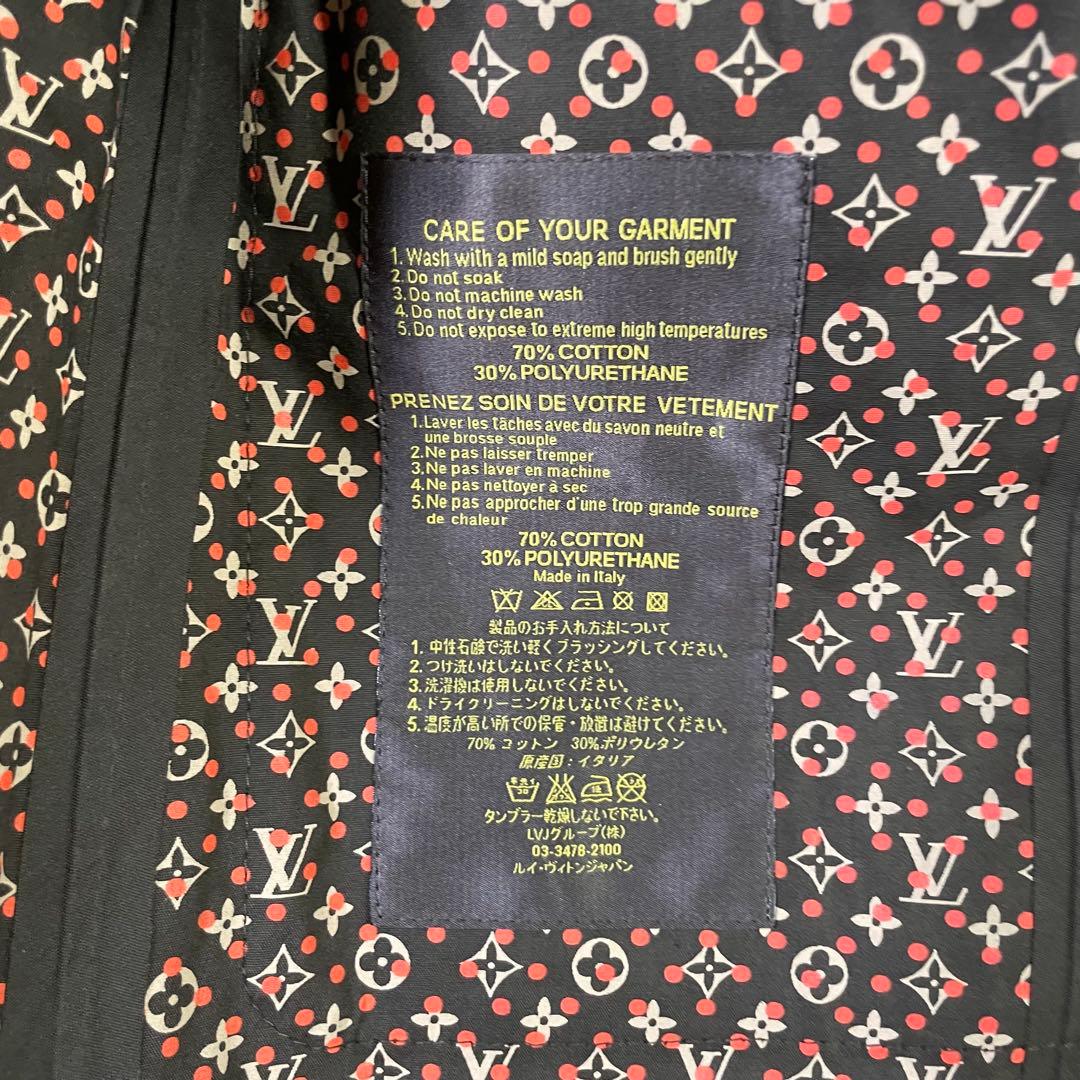 CARE OF YOUR GARMENT
1. Wash with a mild soap and brush gently
2. Do not soak
3. Do not machine wash
4. Do not dry clean
5. Do not expose to extreme high temperatures
70% COTTON
30% POLYURETHANE
PRENEZ SOIN DE VOTRE VETEMENT
1. Laver les tâches avec du savon neutre et
une brosse souple
2. Ne pas laisser tremper
3. Ne pas laver en machine
4. Ne pas nettoyer à sec
5. Ne pas approcher d'une trop grande source
de chaleur
70% COTTON
30% POLYURETHANE
Made in Italy
製品のお手入れ方法について
1. 中性石鹸で洗い軽くブラッシングしてください。
2. つけ洗いはしないでください。
3. 洗濯機は使用しないでください。
4. ドライクリーニングはしないでください。
5. 温度が高い所での保管・放置は避けてください。
70% コットン 30%ポリウレタン
原産国：イタリア
手洗イ
30
低
タンブラー乾燥しないで下さい。
LVJグループ(株)
03-3478-2100
ルイ・ヴィトンジャパン